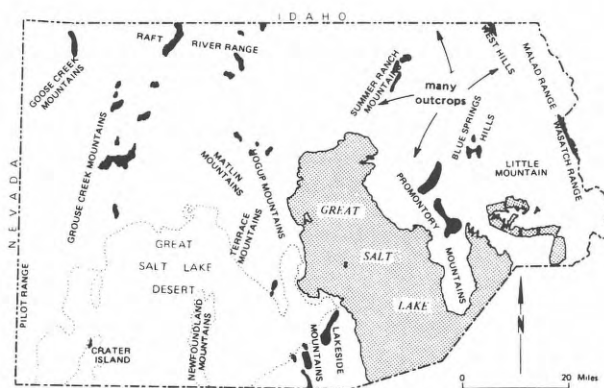 IDAHO
RAFT
RIVER RANGE
GOOSE CREEK
MOUNTAINS
SUMMER RANCH
MOUNTAINS
many
outcrops
WEST HILLS
MALAD RANGE
WASATCH RANGE
BLUE SPRINGS
HILLS
LITTLE
MOUNTAIN
NEVADA
GROUSE CREEK MOUNTAINS
MATLIN
MOUNTAINS
HOGUP MOUNTAINS
TERRACE
MOUNTAINS
PROMONTORY
MOUNTAINS
GREAT
SALT
LAKE
GREAT
SALT LAKE
DESERT
PILOT RANGE
CRATER
ISLAND
NEWFOUNDLAND
MOUNTAINS
LAKESIDE
MOUNTAINS
N
0 20 Miles